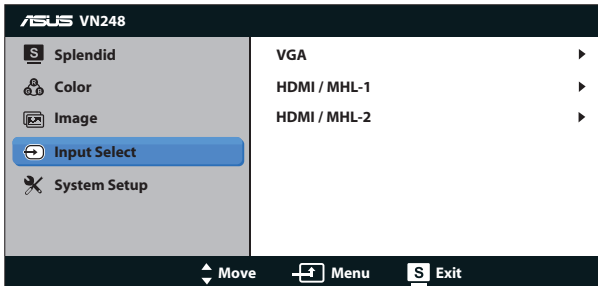 ASUS VN248
S Splendid
R G B Color
Image
Input Select
System Setup
VGA
HDMI / MHL-1
HDMI / MHL-2
Move Menu S Exit